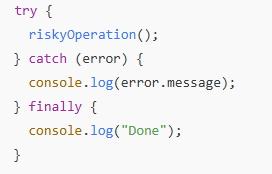 try {
  riskyOperation();
} catch (error) {
  console.log(error.message);
} finally {
  console.log("Done");
}